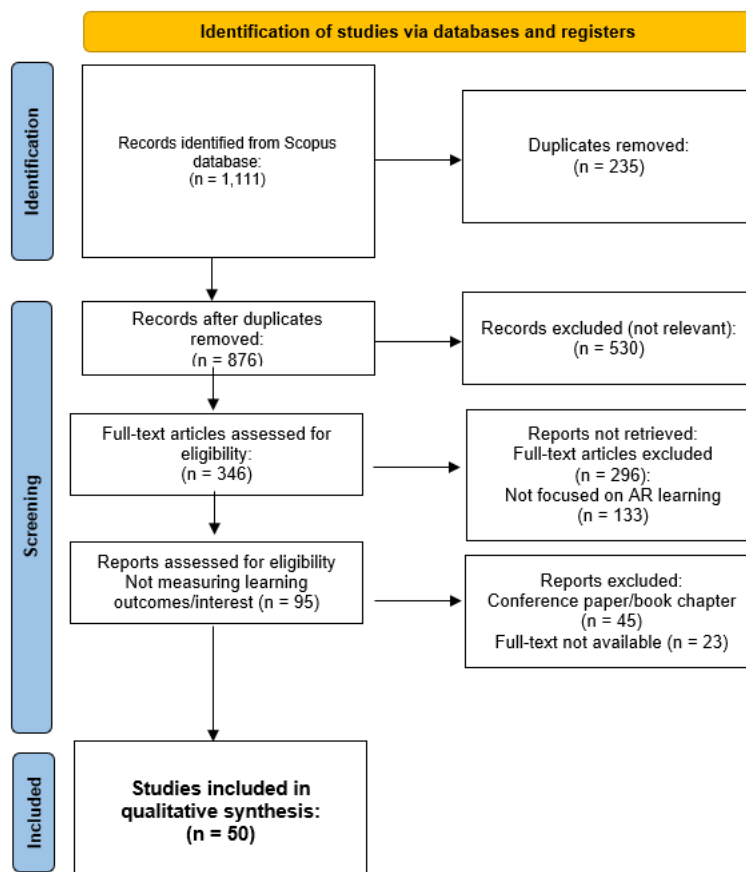 Identification of studies via databases and registers
Identification
Records identified from Scopus
database:
(n = 1,111)
Duplicates removed:
(n = 235)
Screening
Records after duplicates
removed:
(n = 876)
Records excluded (not relevant):
(n = 530)
Full-text articles assessed for
eligibility:
(n = 346)
Reports not retrieved:
Full-text articles excluded
(n = 296):
Not focused on AR learning
(n = 133)
Reports assessed for eligibility
Not measuring learning
outcomes/interest (n = 95)
Reports excluded:
Conference paper/book chapter
(n = 45)
Full-text not available (n = 23)
Included
Studies included in
qualitative synthesis:
(n = 50)